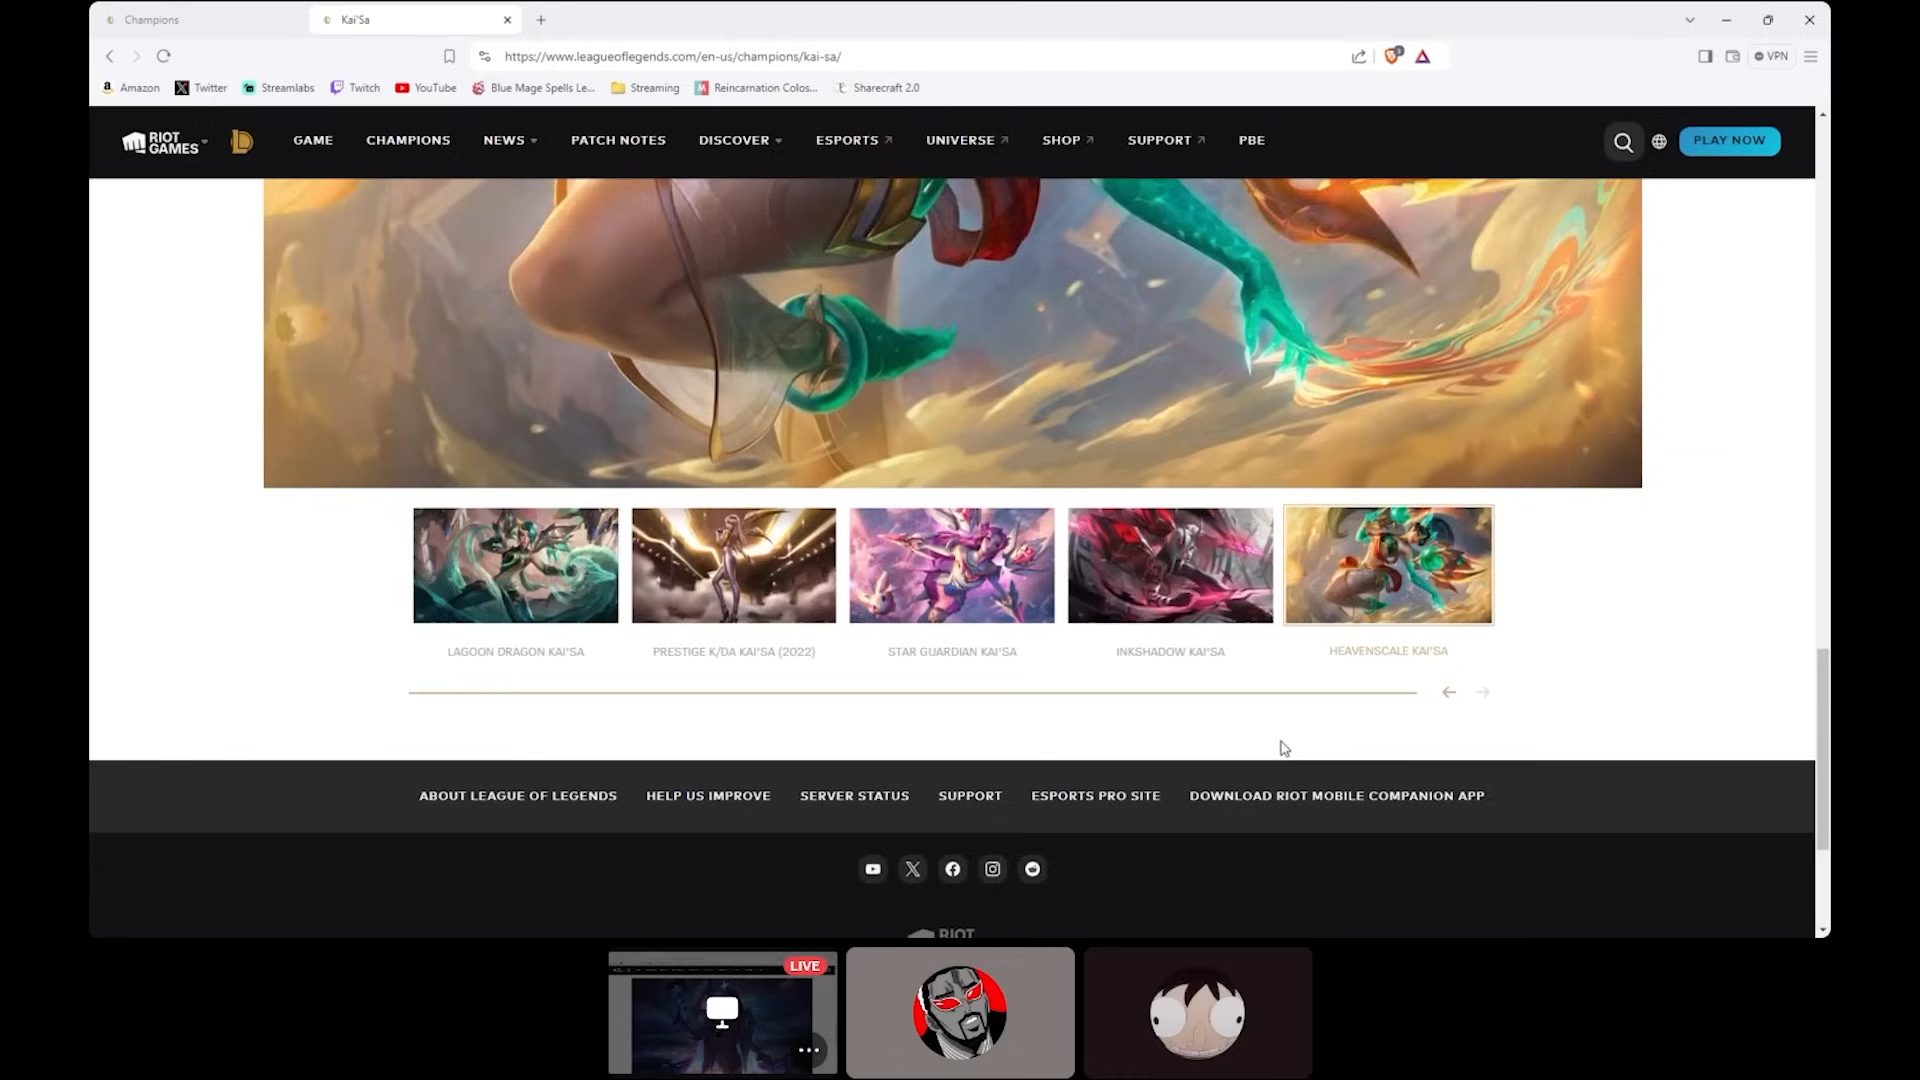 Champions
Kai'Sa
https://www.leagueoflegends.com/en-us/champions/kai-sa/
VPN
Amazon Twitter Streamlabs Twitch YouTube Blue Mage Spells Le... Streaming Reincarnation Colos... Sharecraft 2.0
RIOT GAMES GAME CHAMPIONS NEWS PATCH NOTES DISCOVER ESPORTS UNIVERSE SHOP SUPPORT PBE PLAY NOW
LAGOON DRAGON KAI'SA PRESTIGE K/DA KAI'SA (2022) STAR GUARDIAN KAI'SA INKSHADOW KAI'SA HEAVENSCALE KAI'SA
ABOUT LEAGUE OF LEGENDS HELP US IMPROVE SERVER STATUS SUPPORT ESPORTS PRO SITE DOWNLOAD RIOT MOBILE COMPANION APP
RIOT
LIVE